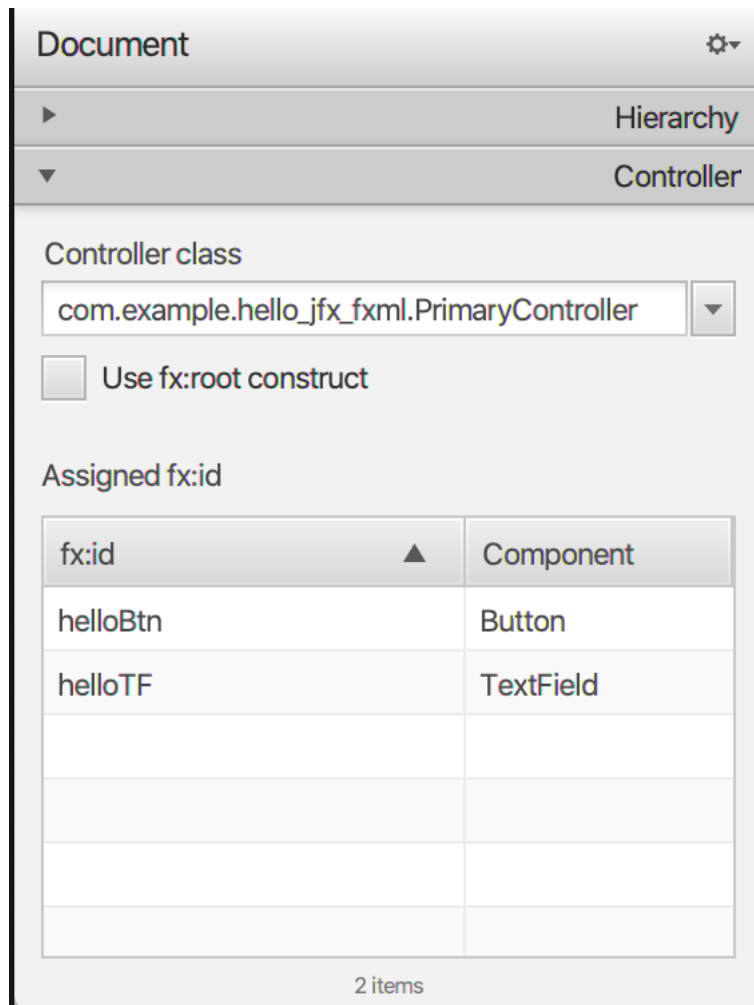 Document
Hierarchy
Controller
Controller class
com.example.hello_jfx_fxml.PrimaryController
Use fx:root construct
Assigned fx:id
fx:id Component
helloBtn Button
helloTF TextField
2 items